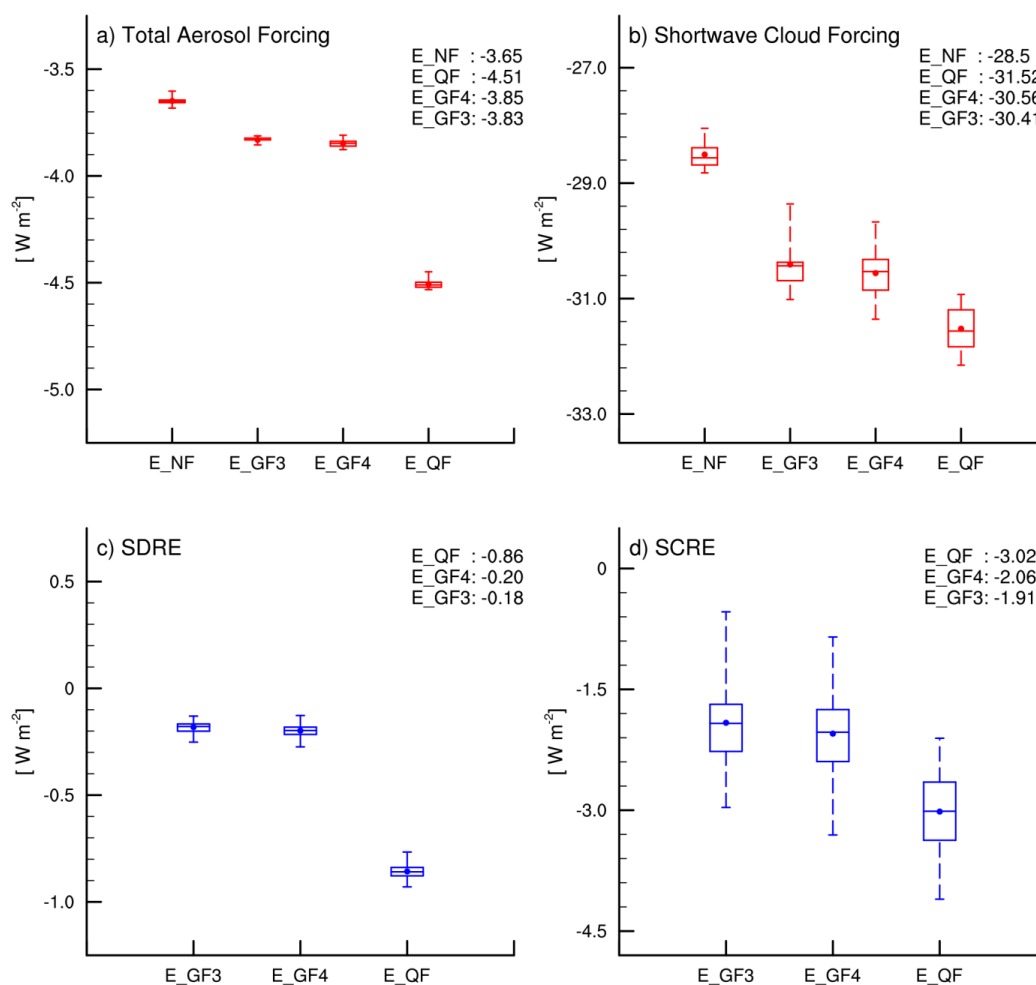 a) Total Aerosol Forcing
E_NF : -3.65
E_QF : -4.51
E_GF4: -3.85
E_GF3: -3.83
[ W m-2]
-3.5
-4.0
-4.5
-5.0
E_NF E_GF3 E_GF4 E_QF
b) Shortwave Cloud Forcing
E_NF : -28.5
E_QF : -31.52
E_GF4: -30.56
E_GF3: -30.41
[ W m-2]
-27.0
-29.0
-31.0
-33.0
E_NF E_GF3 E_GF4 E_QF
c) SDRE
E_QF : -0.86
E_GF4: -0.20
E_GF3: -0.18
[ W m-2]
0.5
0
-0.5
-1.0
E_GF3 E_GF4 E_QF
d) SCRE
E_QF : -3.02
E_GF4: -2.06
E_GF3: -1.91
[ W m-2]
0
-1.5
-3.0
-4.5
E_GF3 E_GF4 E_QF